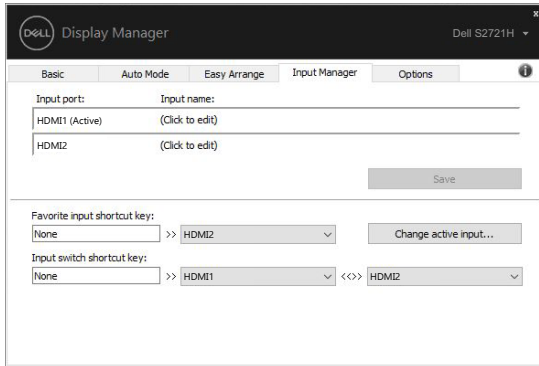 x
DELL Display Manager Dell S2721H
Basic Auto Mode Easy Arrange Input Manager Options i
Input port: Input name:
HDMI1 (Active) (Click to edit)
HDMI2 (Click to edit)
Save
Favorite input shortcut key:
None >> HDMI2 Change active input...
Input switch shortcut key:
None >> HDMI1 <<>> HDMI2